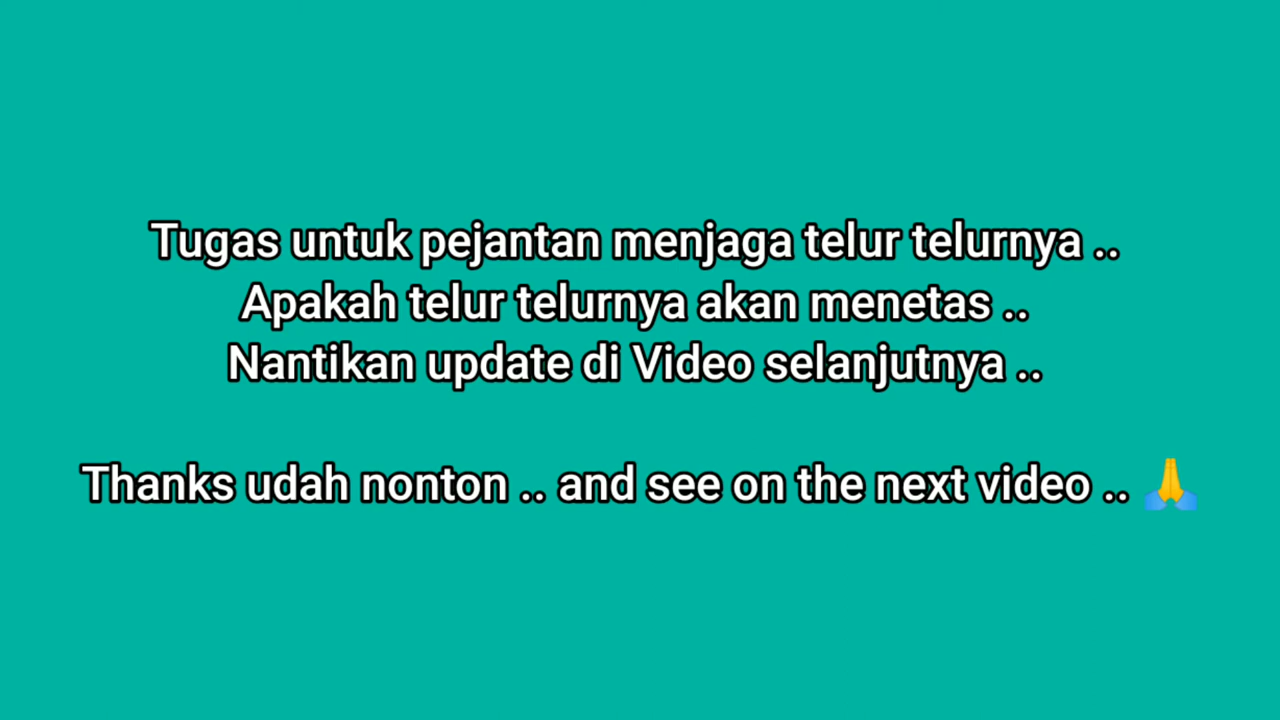 Tugas untuk pejantan menjaga telur telurnya ..
Apakah telur telurnya akan menetas ..
Nantikan update di Video selanjutnya ..
Thanks udah nonton .. and see on the next video .. 🙏